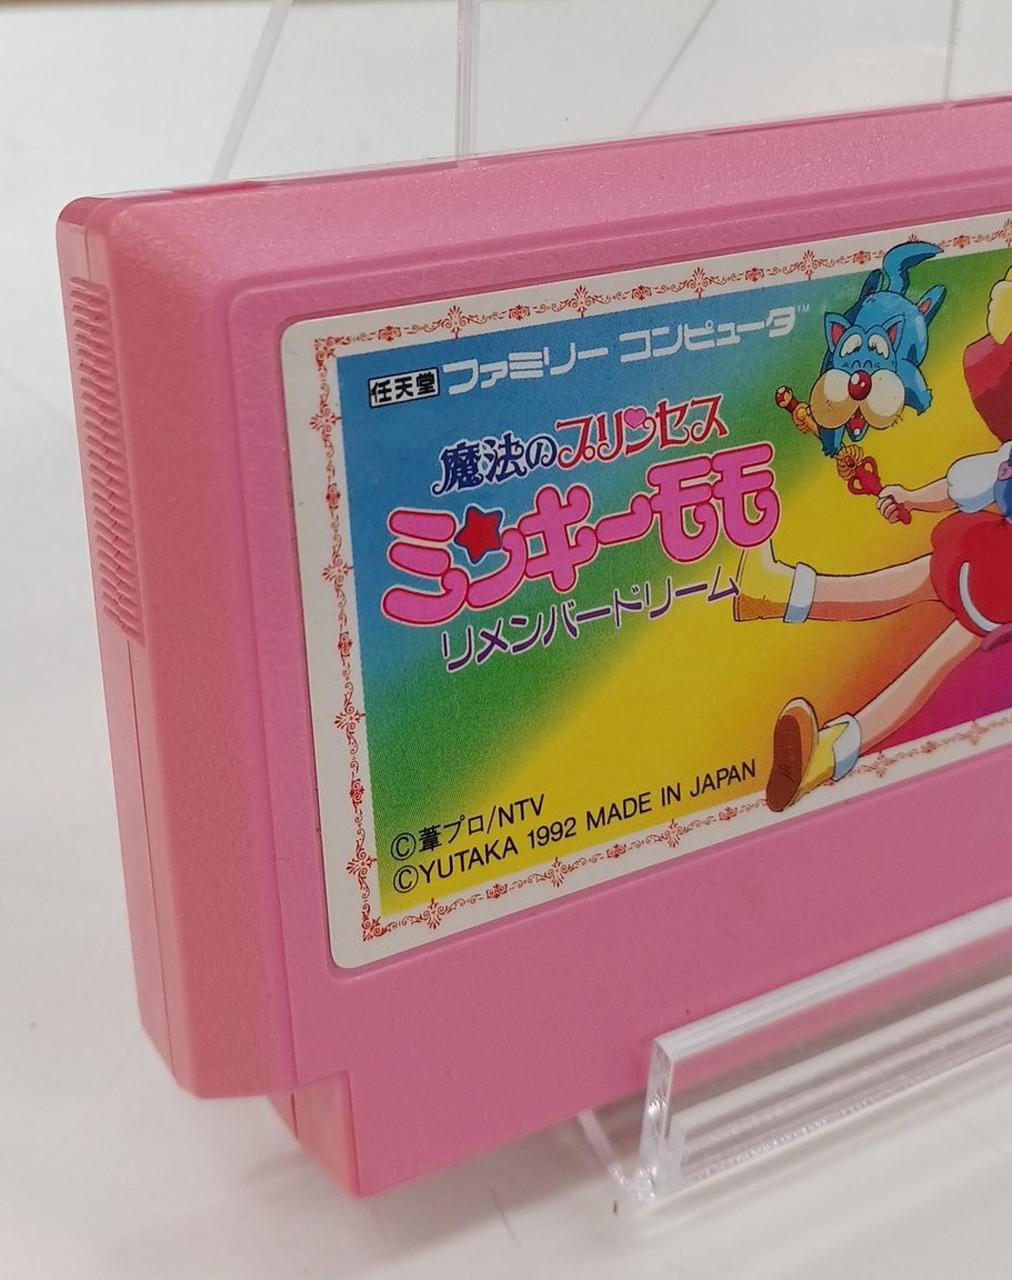 任天堂 ファミリー コンピュータ™
魔法のプリンセス
ミンキーモモ
リメンバードリーム
©葦プロ/NTV
©YUTAKA 1992 MADE IN JAPAN